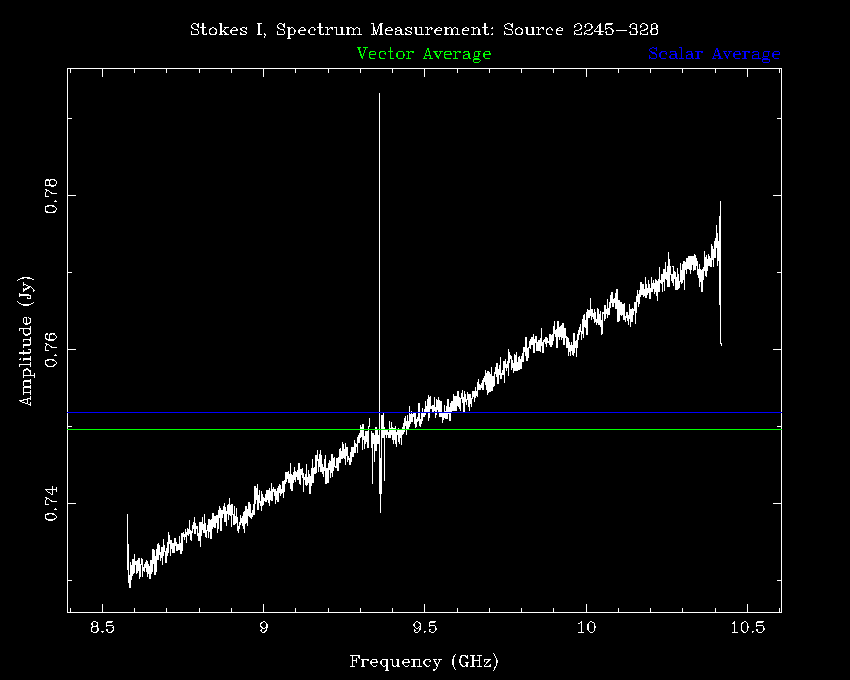 Stokes I, Spectrum Measurement: Source 2245−328
Vector Average
Scalar Average
0.78
0.76
0.74
Amplitude (Jy)
8.5 9 9.5 10 10.5
Frequency (GHz)